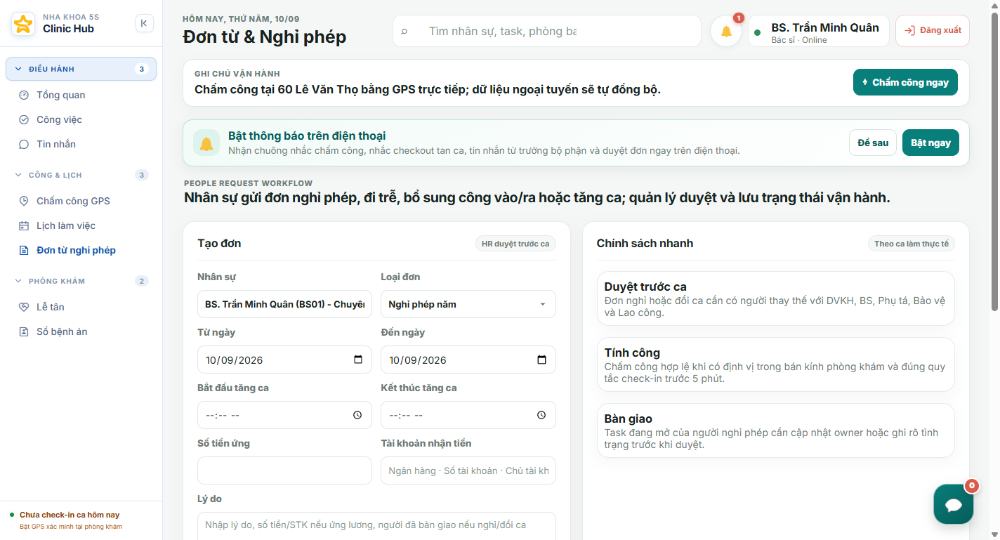 NHA KHOA 5S
Clinic Hub
ĐIỀU HÀNH 3
Tổng quan
Công việc
Tin nhắn
CÔNG & LỊCH 3
Chấm công GPS
Lịch làm việc
Đơn từ nghỉ phép
PHÒNG KHÁM 2
Lễ tân
Sổ bệnh án
Chưa check-in ca hôm nay
Bật GPS xác minh tại phòng khám
HÔM NAY, THỨ NĂM, 10/09
Đơn từ & Nghỉ phép
Tìm nhân sự, task, phòng ba
1
BS. Trần Minh Quân
Bác sĩ · Online
Đăng xuất
GHI CHÚ VẬN HÀNH
Chấm công tại 60 Lê Văn Thọ bằng GPS trực tiếp; dữ liệu ngoại tuyến sẽ tự đồng bộ.
Chấm công ngay
Bật thông báo trên điện thoại
Nhận chuông nhắc chấm công, nhắc checkout tan ca, tin nhắn từ trưởng bộ phận và duyệt đơn ngay trên điện thoại.
Để sau
Bật ngay
PEOPLE REQUEST WORKFLOW
Nhân sự gửi đơn nghỉ phép, đi trễ, bổ sung công vào/ra hoặc tăng ca; quản lý duyệt và lưu trạng thái vận hành.
Tạo đơn
HR duyệt trước ca
Nhân sự
Loại đơn
BS. Trần Minh Quân (BS01) - Chuyên
Nghỉ phép năm
Từ ngày
Đến ngày
10/09/2026
10/09/2026
Bắt đầu tăng ca
Kết thúc tăng ca
--:-- --
--:-- --
Số tiền ứng
Tài khoản nhận tiền
Ngân hàng · Số tài khoản · Chủ tài kh
Lý do
Nhập lý do, số tiền/STK nếu ứng lương, người đã bàn giao nếu nghỉ/đổi ca
Chính sách nhanh
Theo ca làm thực tế
Duyệt trước ca
Đơn nghỉ hoặc đổi ca cần có người thay thế với DVKH, BS, Phụ tá, Bảo vệ
và Lao công.
Tính công
Chấm công hợp lệ khi có định vị trong bán kính phòng khám và đúng quy
tắc check-in trước 5 phút.
Bàn giao
Task đang mở của người nghỉ phép cần cập nhật owner hoặc ghi rõ tình
trạng trước khi duyệt.
0